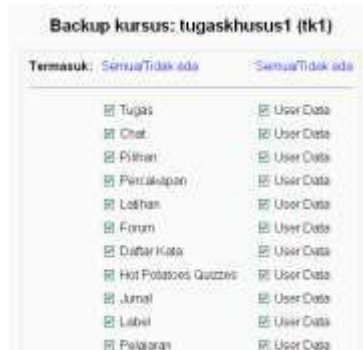 Backup kursus: tugaskhusus1 (tk1)
Termasuk: Semua/Tidak ada Semua/Tidak ada
Tugas User Data
Chat User Data
Pilihan User Data
Percakapan User Data
Latihan User Data
Forum User Data
Daftar Kata User Data
Hot Potatoes Quizzes User Data
Jurnal User Data
Label User Data
Pelajaran User Data